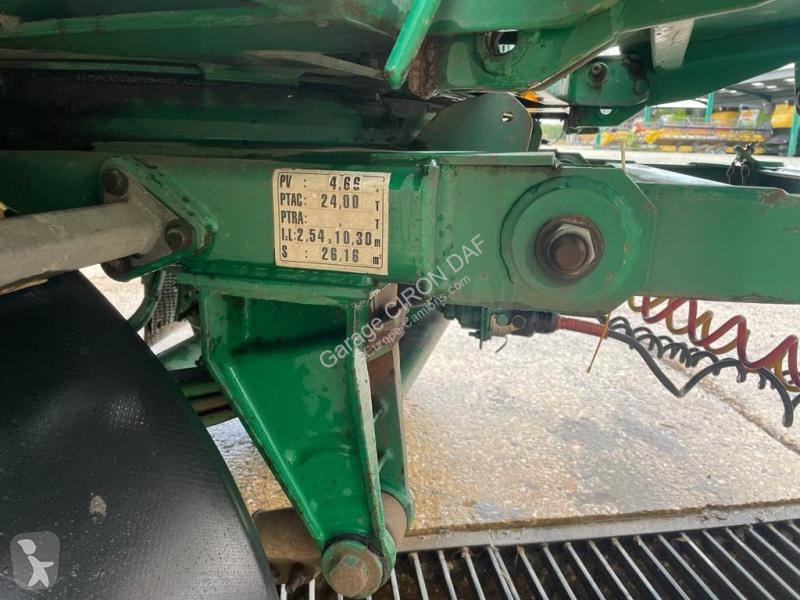 PV : 4,66
PTAC: 24,00 T
PTRA: , T
l×L: 2,54 × 10,30 m
S : 26,16 m²
Garage CIRON DAF
@Europe-Camions.com